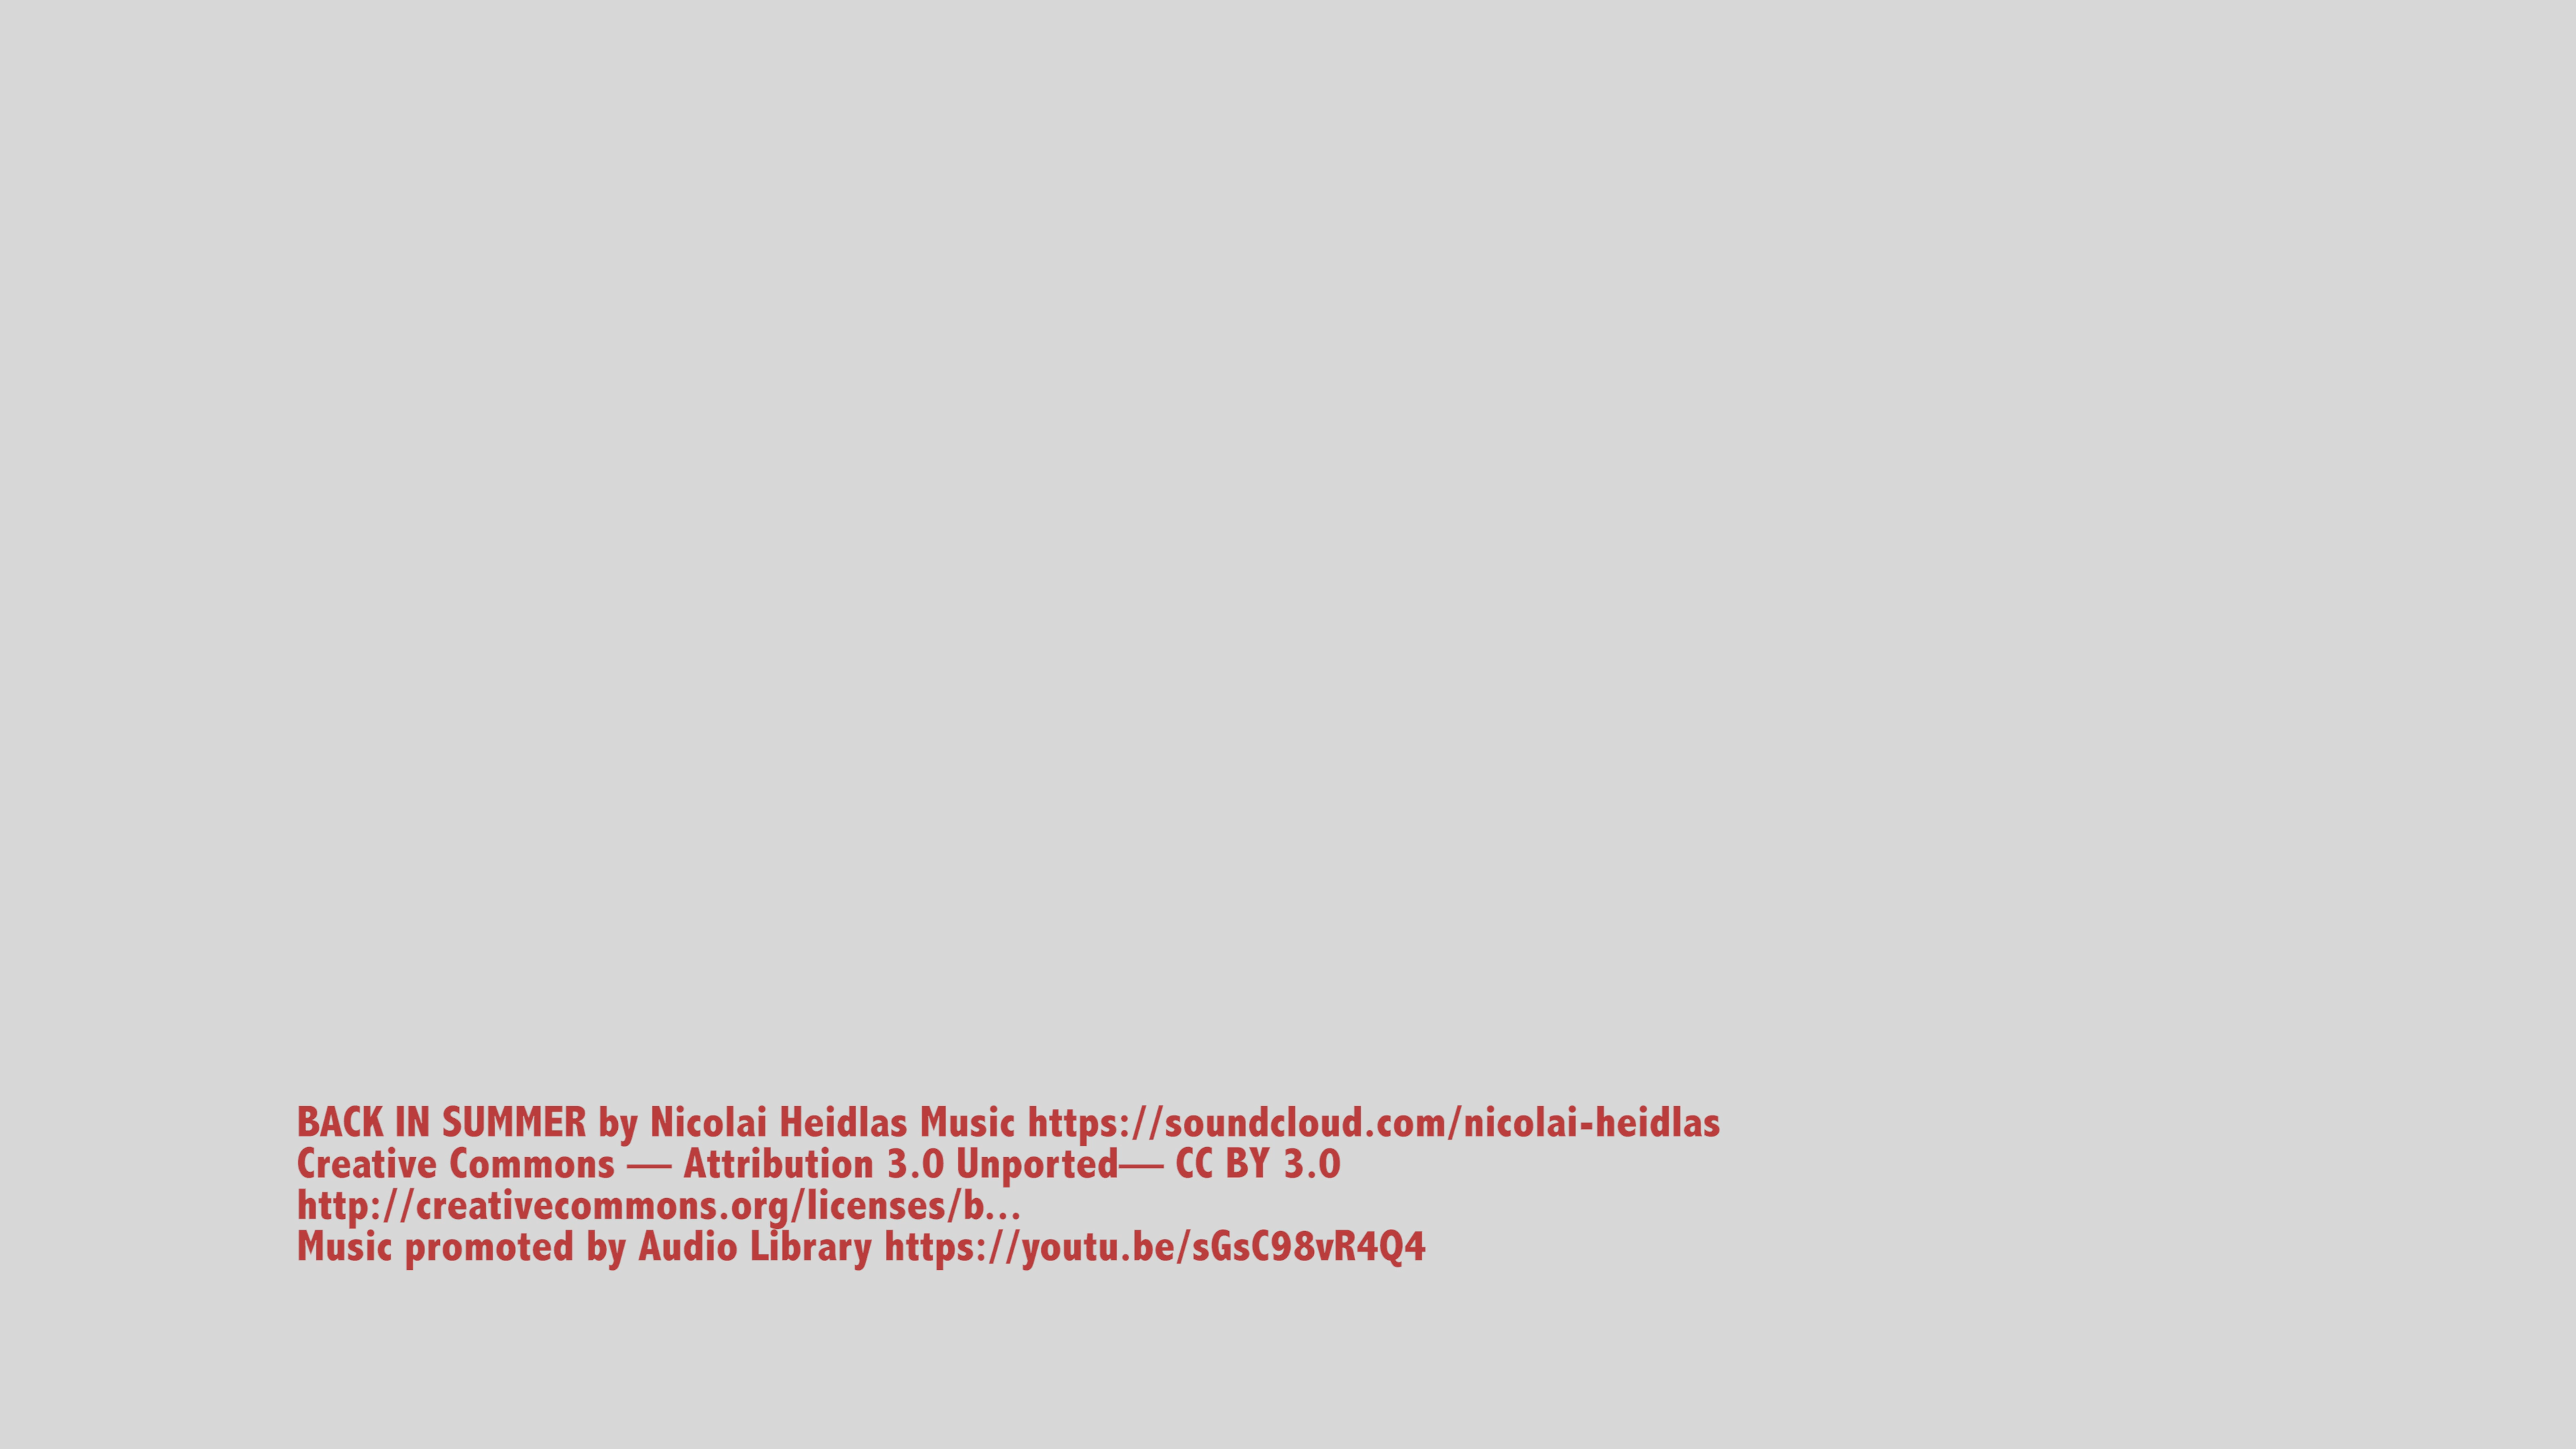 BACK IN SUMMER by Nicolai Heidlas Music https://soundcloud.com/nicolai-heidlas
Creative Commons — Attribution 3.0 Unported— CC BY 3.0
http://creativecommons.org/licenses/b...
Music promoted by Audio Library https://youtu.be/sGsC98vR4Q4